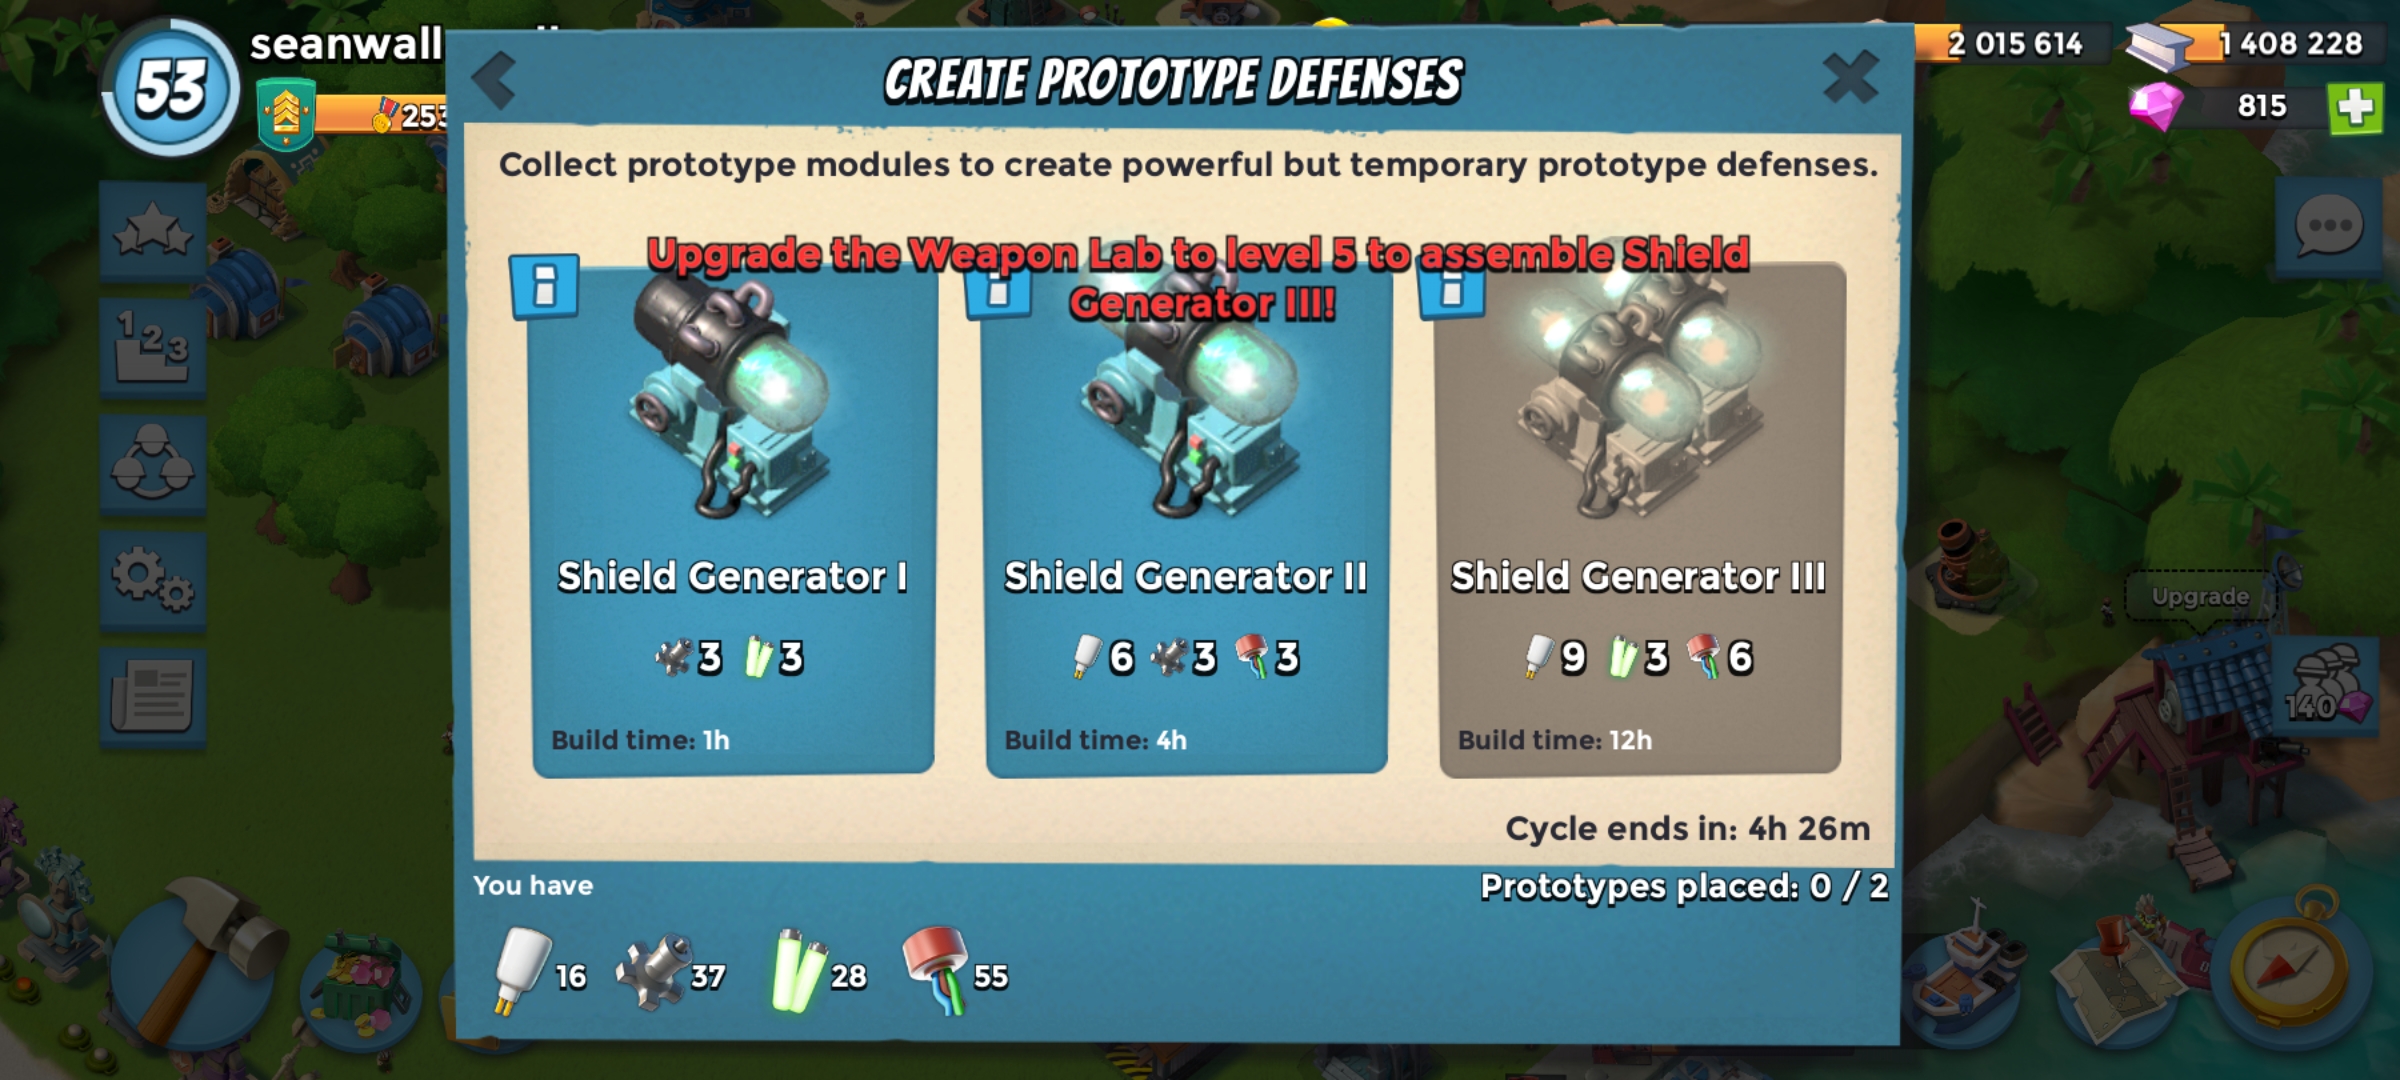 53
seanwall
253
CREATE PROTOTYPE DEFENSES
2 015 614
1 408 228
815
Collect prototype modules to create powerful but temporary prototype defenses.
Upgrade the Weapon Lab to level 5 to assemble Shield
Generator III!
1 2 3
Shield Generator I
3 3
Build time: 1h
Shield Generator II
6 3 3
Build time: 4h
Shield Generator III
9 3 6
Build time: 12h
Upgrade
140
Cycle ends in: 4h 26m
You have
Prototypes placed: 0 / 2
16 37 28 55